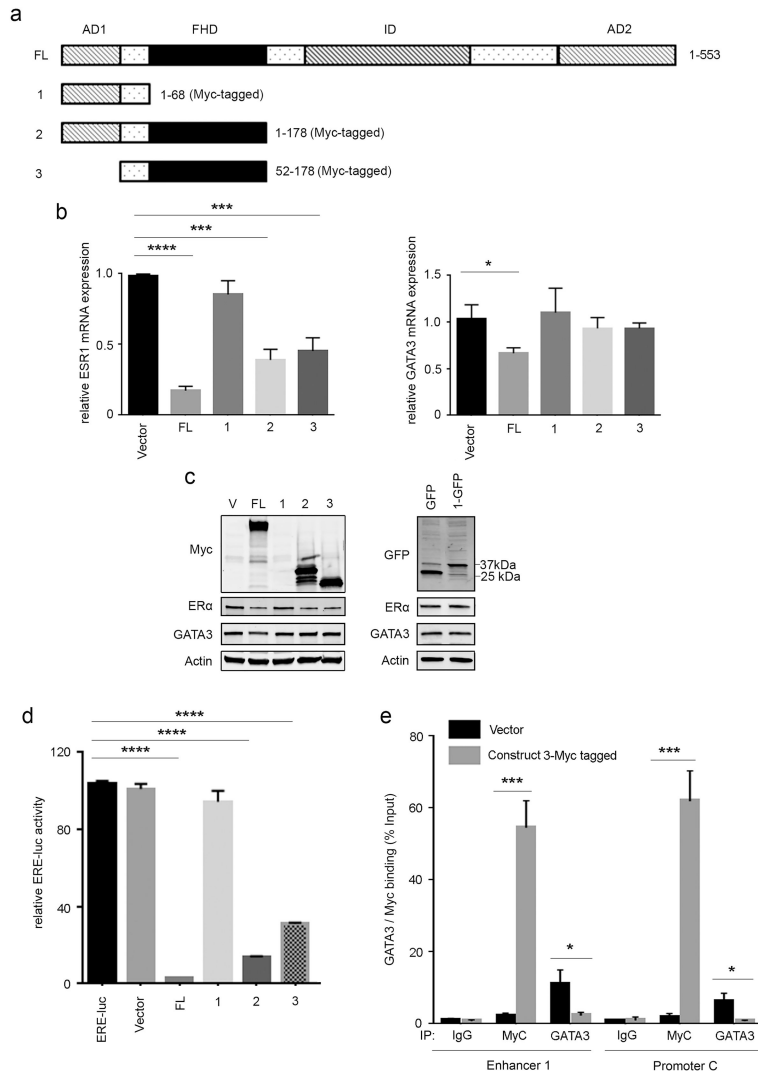 a
AD1 FHD ID AD2
FL 1-553
1 1-68 (Myc-tagged)
2 1-178 (Myc-tagged)
3 52-178 (Myc-tagged)
b
***
***
****
relative ESR1 mRNA expression
1.0
0.5
0
Vector FL 1 2 3
*
relative GATA3 mRNA expression
1.5
1.0
0.5
0
Vector FL 1 2 3
c
V FL 1 2 3
Myc
ERα
GATA3
Actin
GFP 1-GFP
GFP
37kDa
25 kDa
ERα
GATA3
Actin
d
****
****
****
relative ERE-luc activity
120
80
40
0
ERE-luc Vector FL 1 2 3
e
Vector
Construct 3-Myc tagged
GATA3 / Myc binding (% Input)
80
60
40
20
0
***
***
*
*
IP: IgG MyC GATA3 IgG MyC GATA3
Enhancer 1 Promoter C